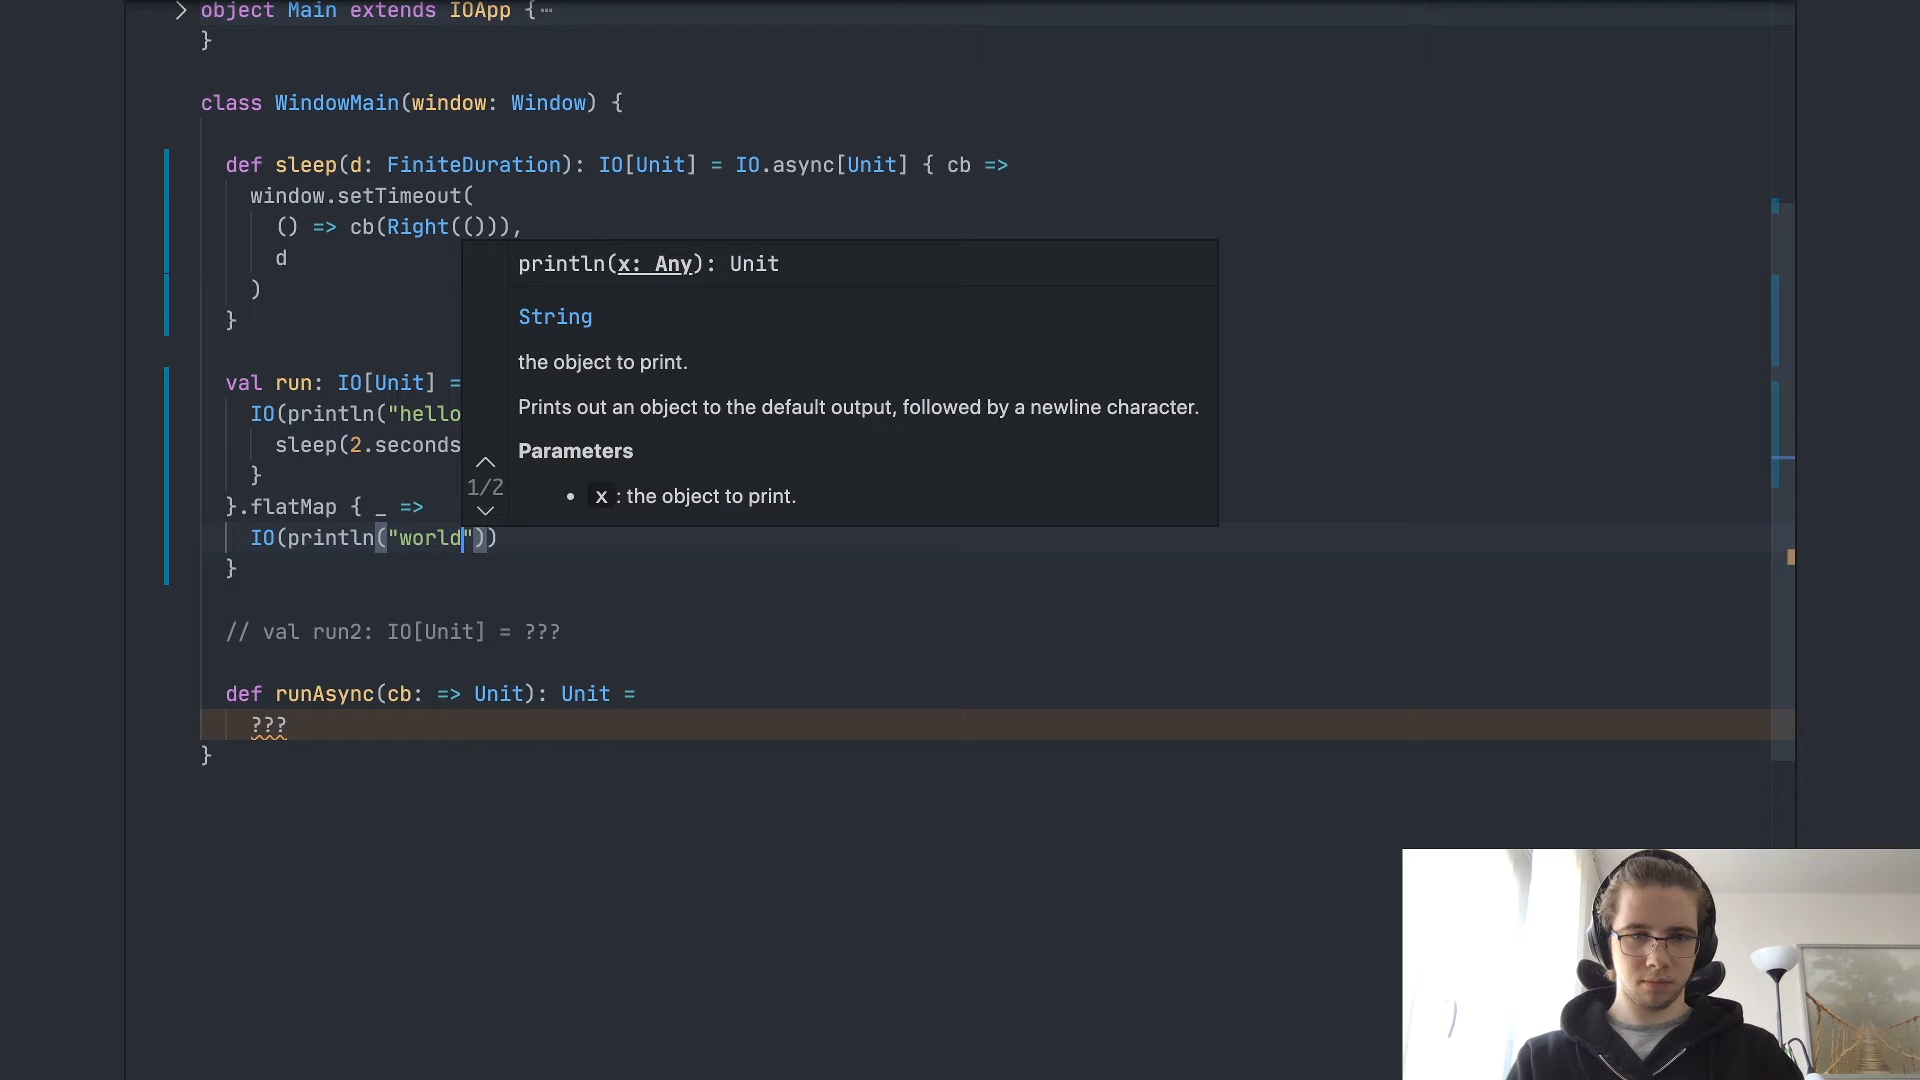 object Main extends IOApp {⋯
}
class WindowMain(window: Window) {
def sleep(d: FiniteDuration): IO[Unit] = IO.async[Unit] { cb =>
window.setTimeout(
() => cb(Right(())),
d
)
}
val run: IO[Unit] =
IO(println("hello
sleep(2.seconds
}
}.flatMap { _ =>
IO(println("world"))
}
// val run2: IO[Unit] = ???
def runAsync(cb: => Unit): Unit =
???
}
println(x: Any): Unit
String
the object to print.
Prints out an object to the default output, followed by a newline character.
Parameters
1/2
• x : the object to print.